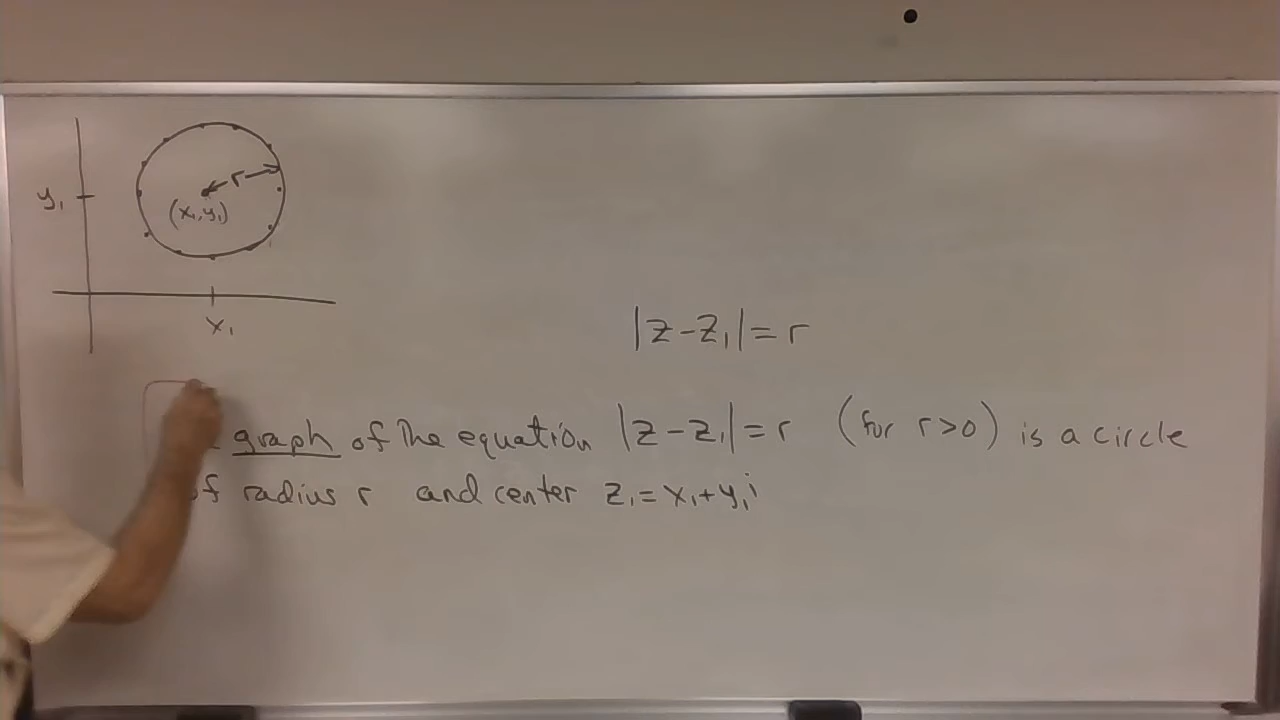 y₁
r
(x₁,y₁)
x₁
|z-z₁|=r
graph of the equation |z-z₁|=r (for r>0) is a circle
of radius r and center z₁=x₁+y₁i